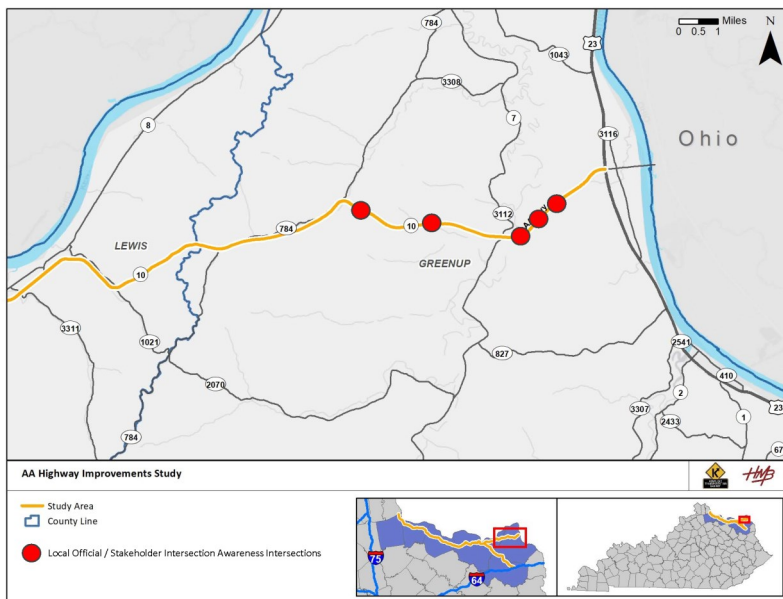 Miles
0 0.5 1
N
784
23
1043
3308
7
8
3116
Ohio
3112
10
784
LEWIS
10
GREENUP
3311
1021
827
2541
2070
410
2
23
3307
2433
1
784
67
AA Highway Improvements Study
HMB
Study Area
County Line
Local Official / Stakeholder Intersection Awareness Intersections
75
64